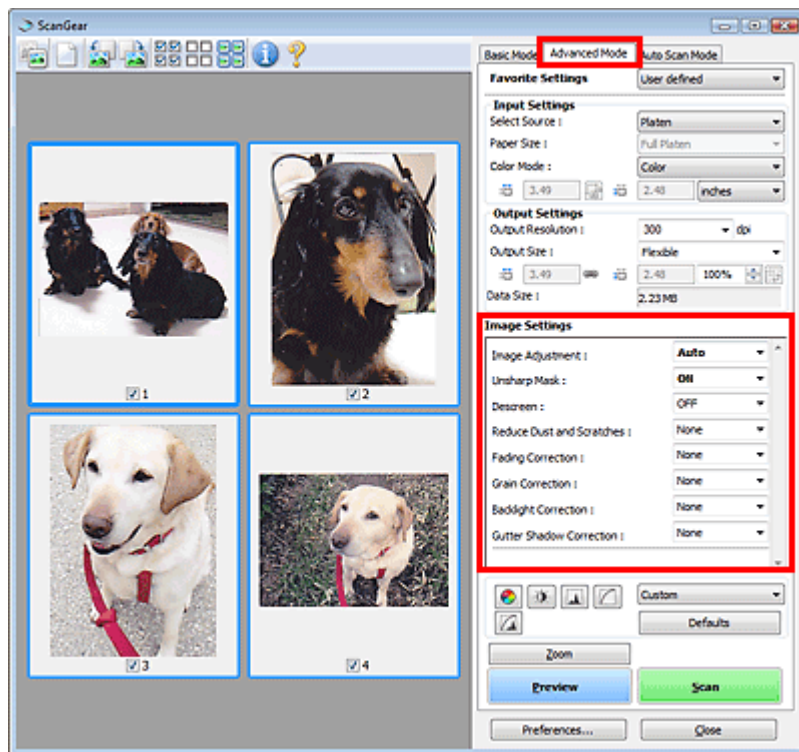 ScanGear
Basic Mode Advanced Mode Auto Scan Mode
Favorite Settings User defined
Input Settings
Select Source : Platen
Paper Size : Full Platen
Color Mode : Color
3.49 2.48 inches
Output Settings
Output Resolution : 300 dpi
Output Size : Flexible
3.49 2.48 100%
Data Size : 2.23 MB
Image Settings
Image Adjustment : Auto
Unsharp Mask : ON
Descreen : OFF
Reduce Dust and Scratches : None
Fading Correction : None
Grain Correction : None
Backlight Correction : None
Gutter Shadow Correction : None
1
2
3
4
Custom
Defaults
Zoom
Preview Scan
Preferences... Close